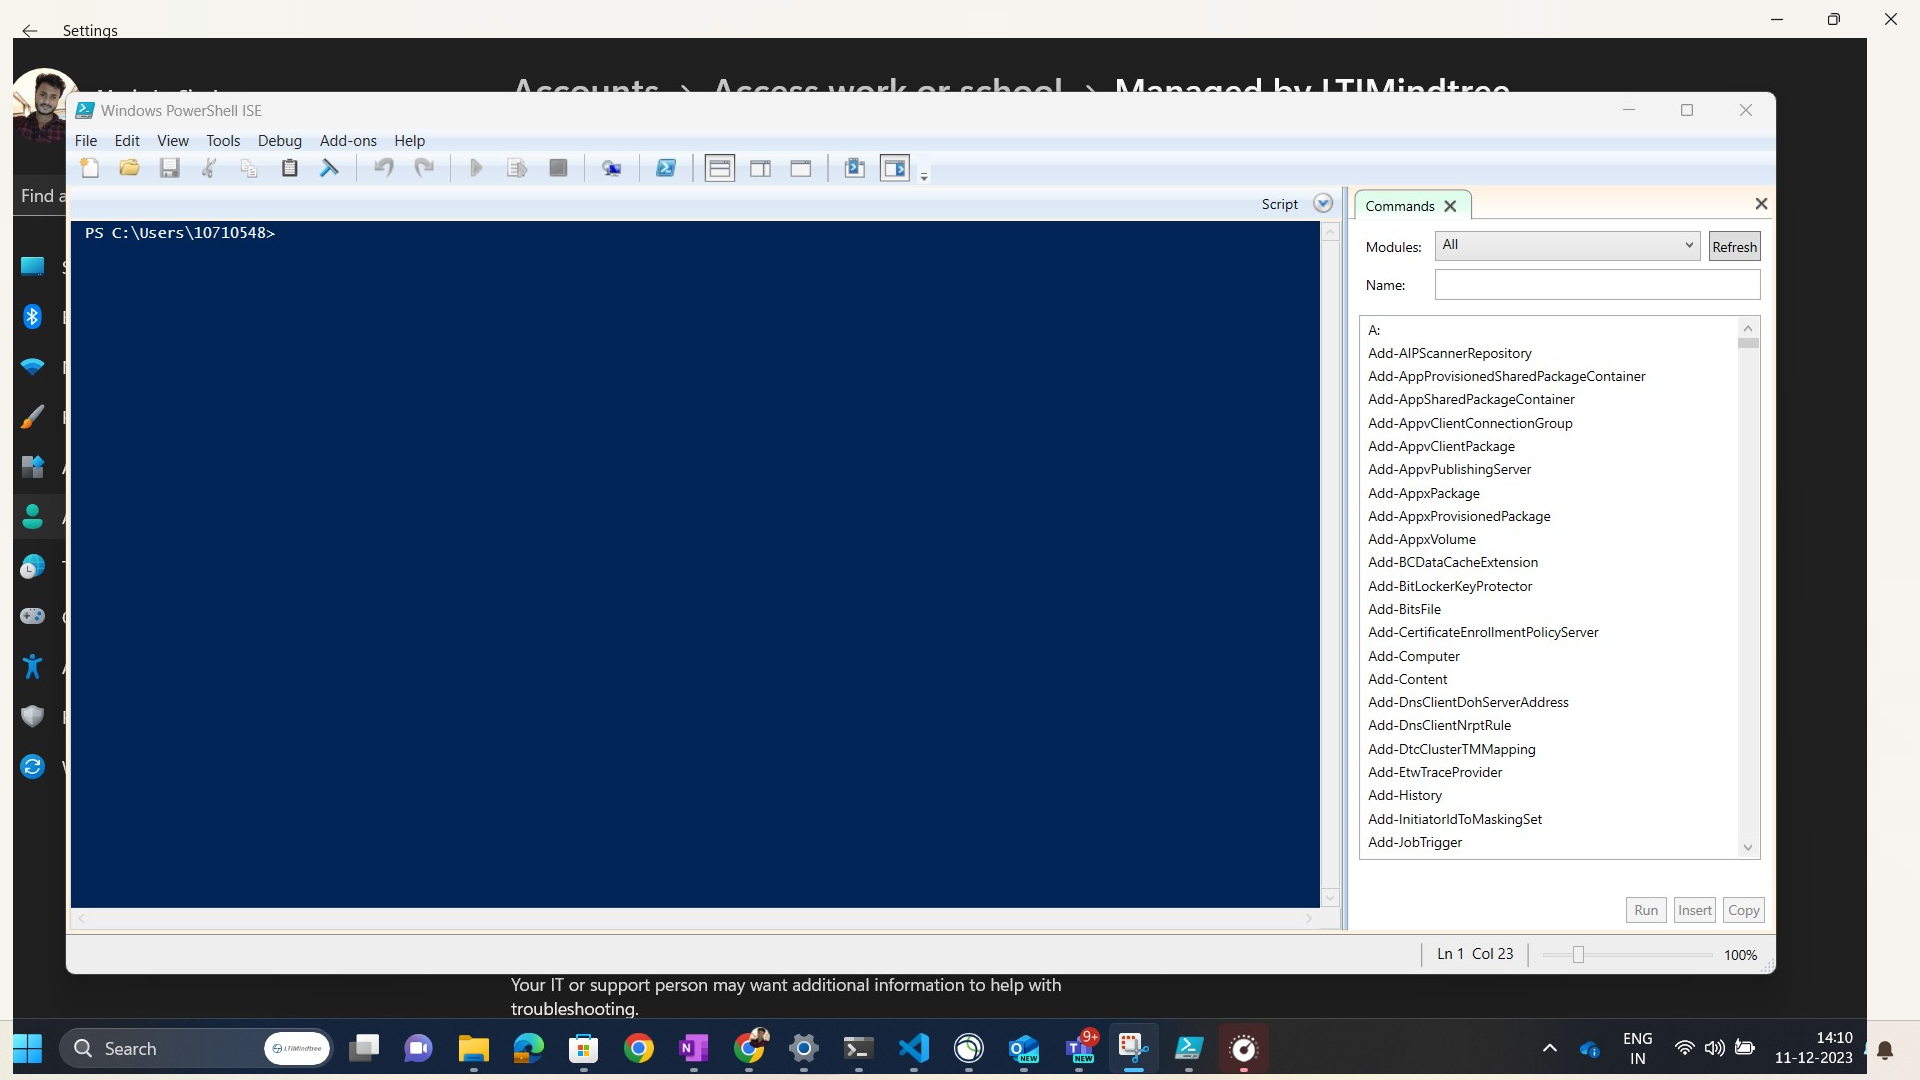 Settings
Accounts > Access work or school > Managed by LTIMindtree
Windows PowerShell ISE
File Edit View Tools Debug Add-ons Help
Find a
Script
PS C:\Users\10710548>
Commands
Modules: All Refresh
Name:
A:
Add-AIPScannerRepository
Add-AppProvisionedSharedPackageContainer
Add-AppSharedPackageContainer
Add-AppvClientConnectionGroup
Add-AppvClientPackage
Add-AppvPublishingServer
Add-AppxPackage
Add-AppxProvisionedPackage
Add-AppxVolume
Add-BCDataCacheExtension
Add-BitLockerKeyProtector
Add-BitsFile
Add-CertificateEnrollmentPolicyServer
Add-Computer
Add-Content
Add-DnsClientDohServerAddress
Add-DnsClientNrptRule
Add-DtcClusterTMMapping
Add-EtwTraceProvider
Add-History
Add-InitiatorIdToMaskingSet
Add-JobTrigger
Run Insert Copy
Ln 1 Col 23 100%
Your IT or support person may want additional information to help with
troubleshooting.
Search LTIMindtree
NEW
9+
NEW
ENG
IN
14:10
11-12-2023